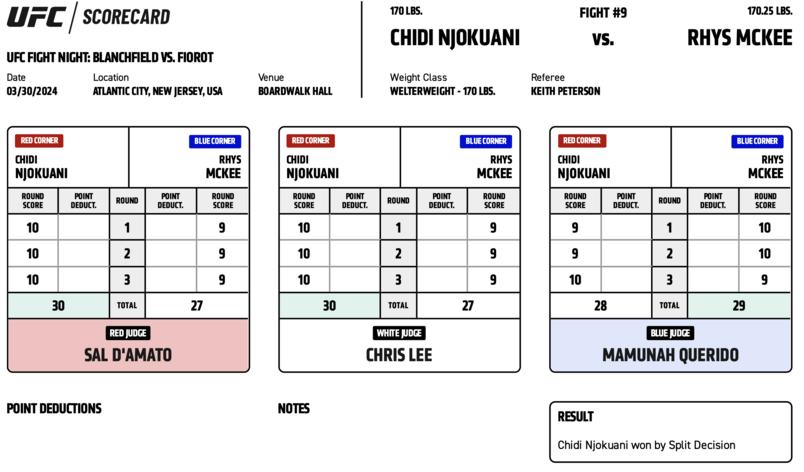 UFC SCORECARD
UFC FIGHT NIGHT: BLANCHFIELD VS. FIOROT
Date Location Venue
03/30/2024 ATLANTIC CITY, NEW JERSEY, USA BOARDWALK HALL
170 LBS. FIGHT #9 170.25 LBS.
CHIDI NJOKUANI VS. RHYS MCKEE
Weight Class Referee
WELTERWEIGHT - 170 LBS. KEITH PETERSON
RED CORNER BLUE CORNER
CHIDI RHYS
NJOKUANI MCKEE
ROUND SCORE POINT DEDUCT. ROUND POINT DEDUCT. ROUND SCORE
10 1 9
10 2 9
10 3 9
30 TOTAL 27
RED JUDGE
SAL D'AMATO
RED CORNER BLUE CORNER
CHIDI RHYS
NJOKUANI MCKEE
ROUND SCORE POINT DEDUCT. ROUND POINT DEDUCT. ROUND SCORE
10 1 9
10 2 9
10 3 9
30 TOTAL 27
WHITE JUDGE
CHRIS LEE
RED CORNER BLUE CORNER
CHIDI RHYS
NJOKUANI MCKEE
ROUND SCORE POINT DEDUCT. ROUND POINT DEDUCT. ROUND SCORE
9 1 10
9 2 10
10 3 9
28 TOTAL 29
BLUE JUDGE
MAMUNAH QUERIDO
POINT DEDUCTIONS
NOTES
RESULT
Chidi Njokuani won by Split Decision